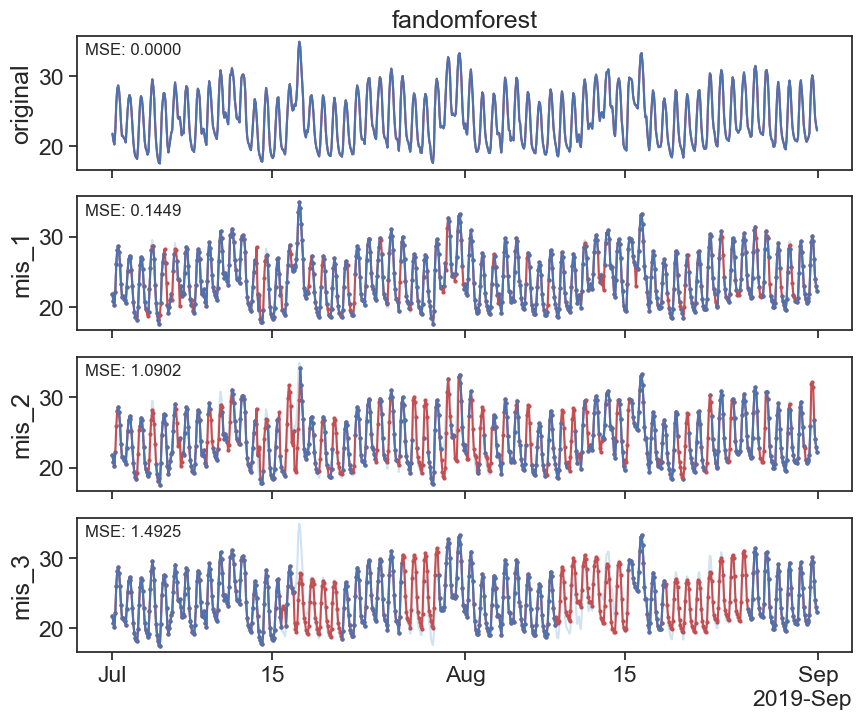 fandomforest
MSE: 0.0000
original
30
20
MSE: 0.1449
mis_1
30
20
MSE: 1.0902
mis_2
30
20
MSE: 1.4925
mis_3
30
20
Jul 15 Aug 15 Sep
2019-Sep